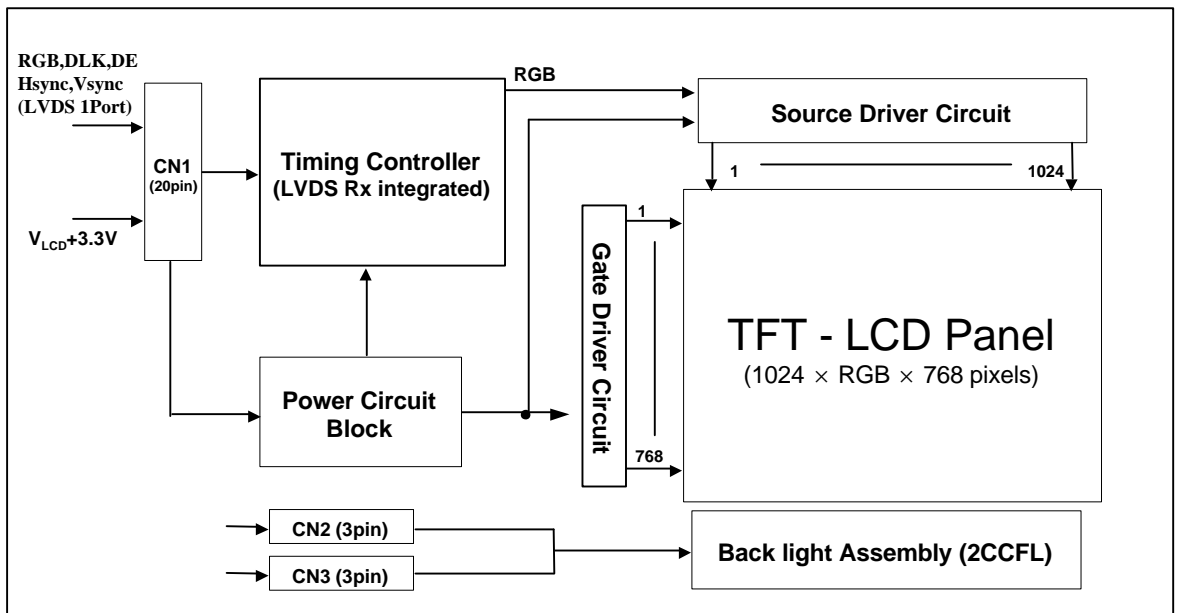 RGB,DLK,DE
Hsync,Vsync
(LVDS 1Port)
CN1
(20pin)
V_LCD+3.3V
Timing Controller
(LVDS Rx integrated)
RGB
Source Driver Circuit
1
1024
Gate Driver Circuit
1
768
TFT - LCD Panel
(1024 × RGB × 768 pixels)
Power Circuit
Block
CN2 (3pin)
CN3 (3pin)
Back light Assembly (2CCFL)